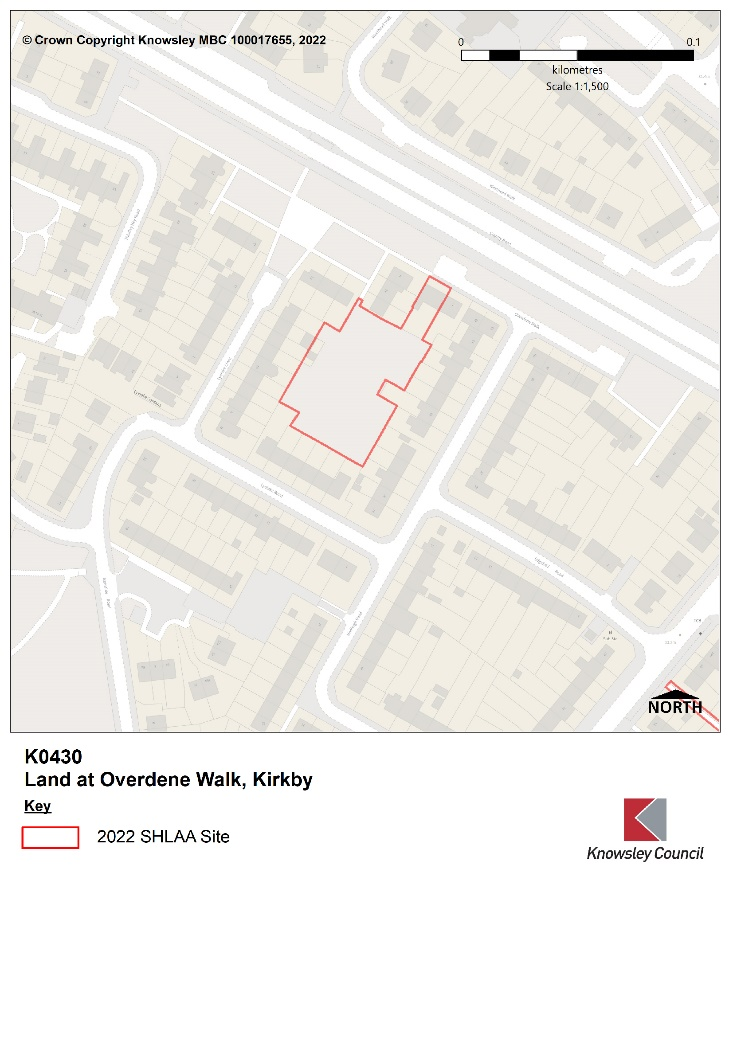 © Crown Copyright Knowsley MBC 100017655, 2022
0 0.1
kilometres
Scale 1:1,500
NORTH
K0430
Land at Overdene Walk, Kirkby
Key
2022 SHLAA Site
Knowsley Council